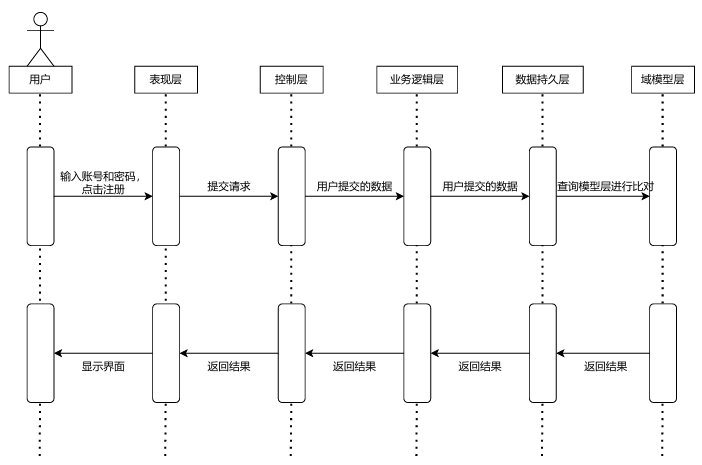 用户
表现层
控制层
业务逻辑层
数据持久层
域模型层
输入账号和密码，
点击注册
提交请求
用户提交的数据
用户提交的数据
查询模型层进行比对
显示界面
返回结果
返回结果
返回结果
返回结果